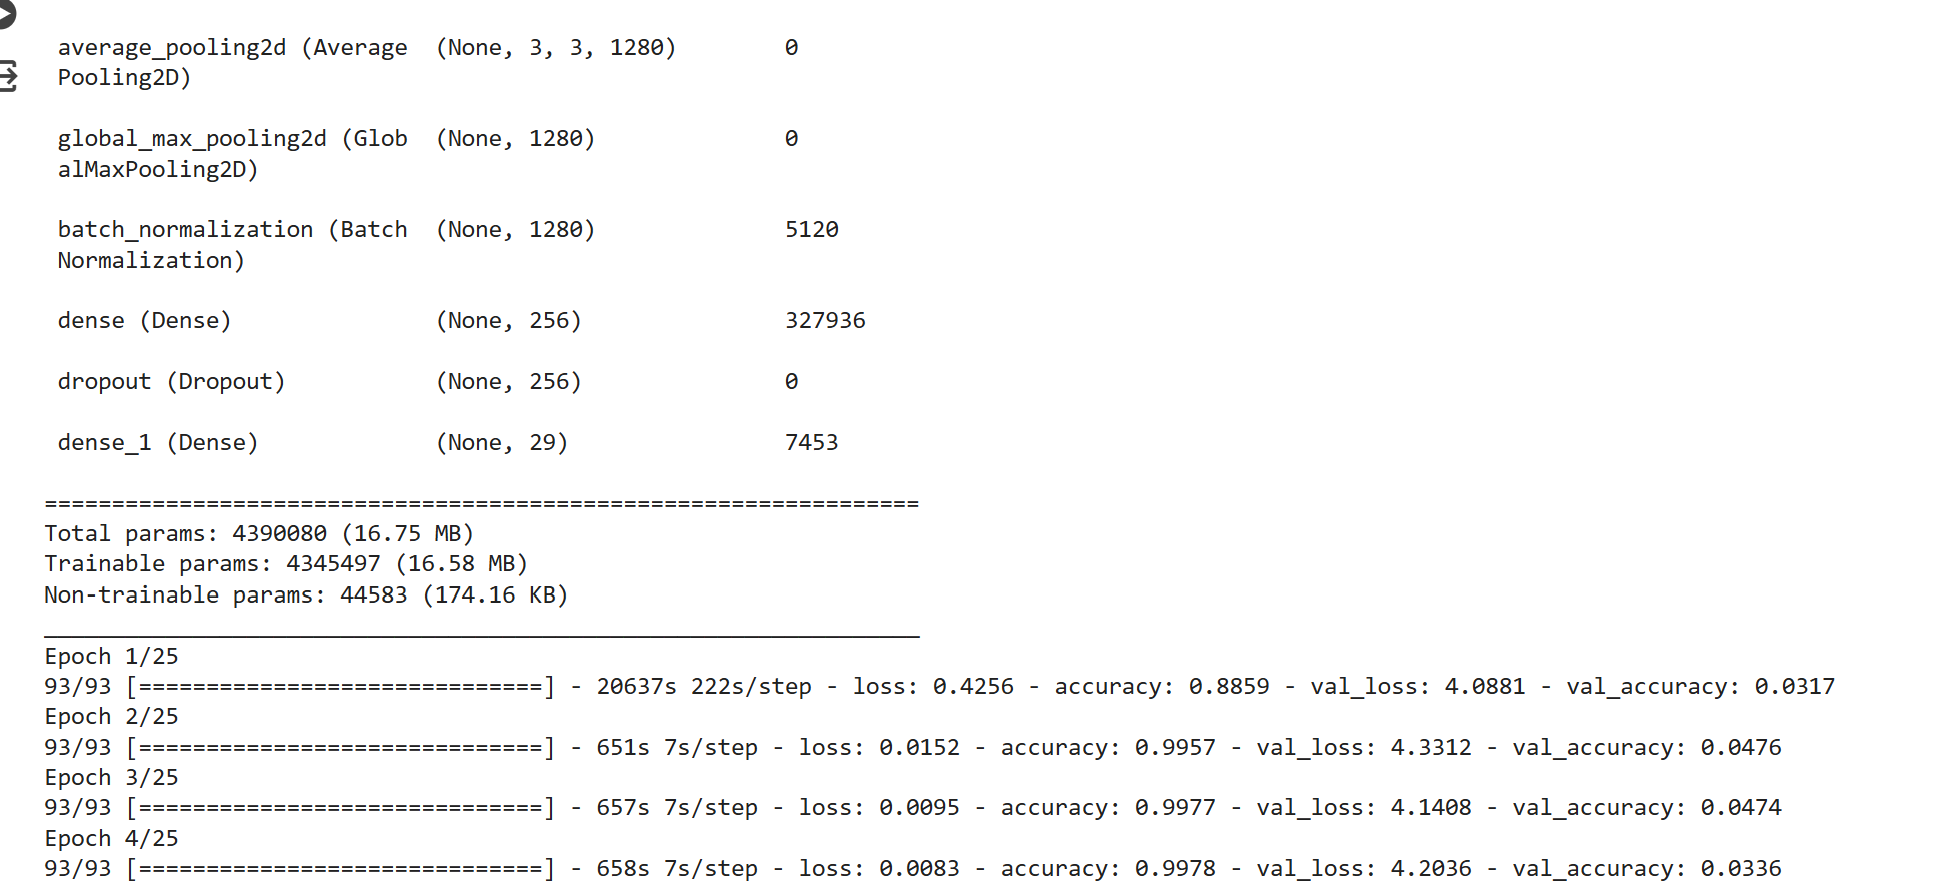 average_pooling2d (Average  (None, 3, 3, 1280)        0
Pooling2D)
global_max_pooling2d (Glob  (None, 1280)              0
alMaxPooling2D)
batch_normalization (Batch  (None, 1280)              5120
Normalization)
dense (Dense)               (None, 256)               327936
dropout (Dropout)           (None, 256)               0
dense_1 (Dense)             (None, 29)                7453
=================================================================
Total params: 4390080 (16.75 MB)
Trainable params: 4345497 (16.58 MB)
Non-trainable params: 44583 (174.16 KB)
_________________________________________________________________
Epoch 1/25
93/93 [==============================] - 20637s 222s/step - loss: 0.4256 - accuracy: 0.8859 - val_loss: 4.0881 - val_accuracy: 0.0317
Epoch 2/25
93/93 [==============================] - 651s 7s/step - loss: 0.0152 - accuracy: 0.9957 - val_loss: 4.3312 - val_accuracy: 0.0476
Epoch 3/25
93/93 [==============================] - 657s 7s/step - loss: 0.0095 - accuracy: 0.9977 - val_loss: 4.1408 - val_accuracy: 0.0474
Epoch 4/25
93/93 [==============================] - 658s 7s/step - loss: 0.0083 - accuracy: 0.9978 - val_loss: 4.2036 - val_accuracy: 0.0336